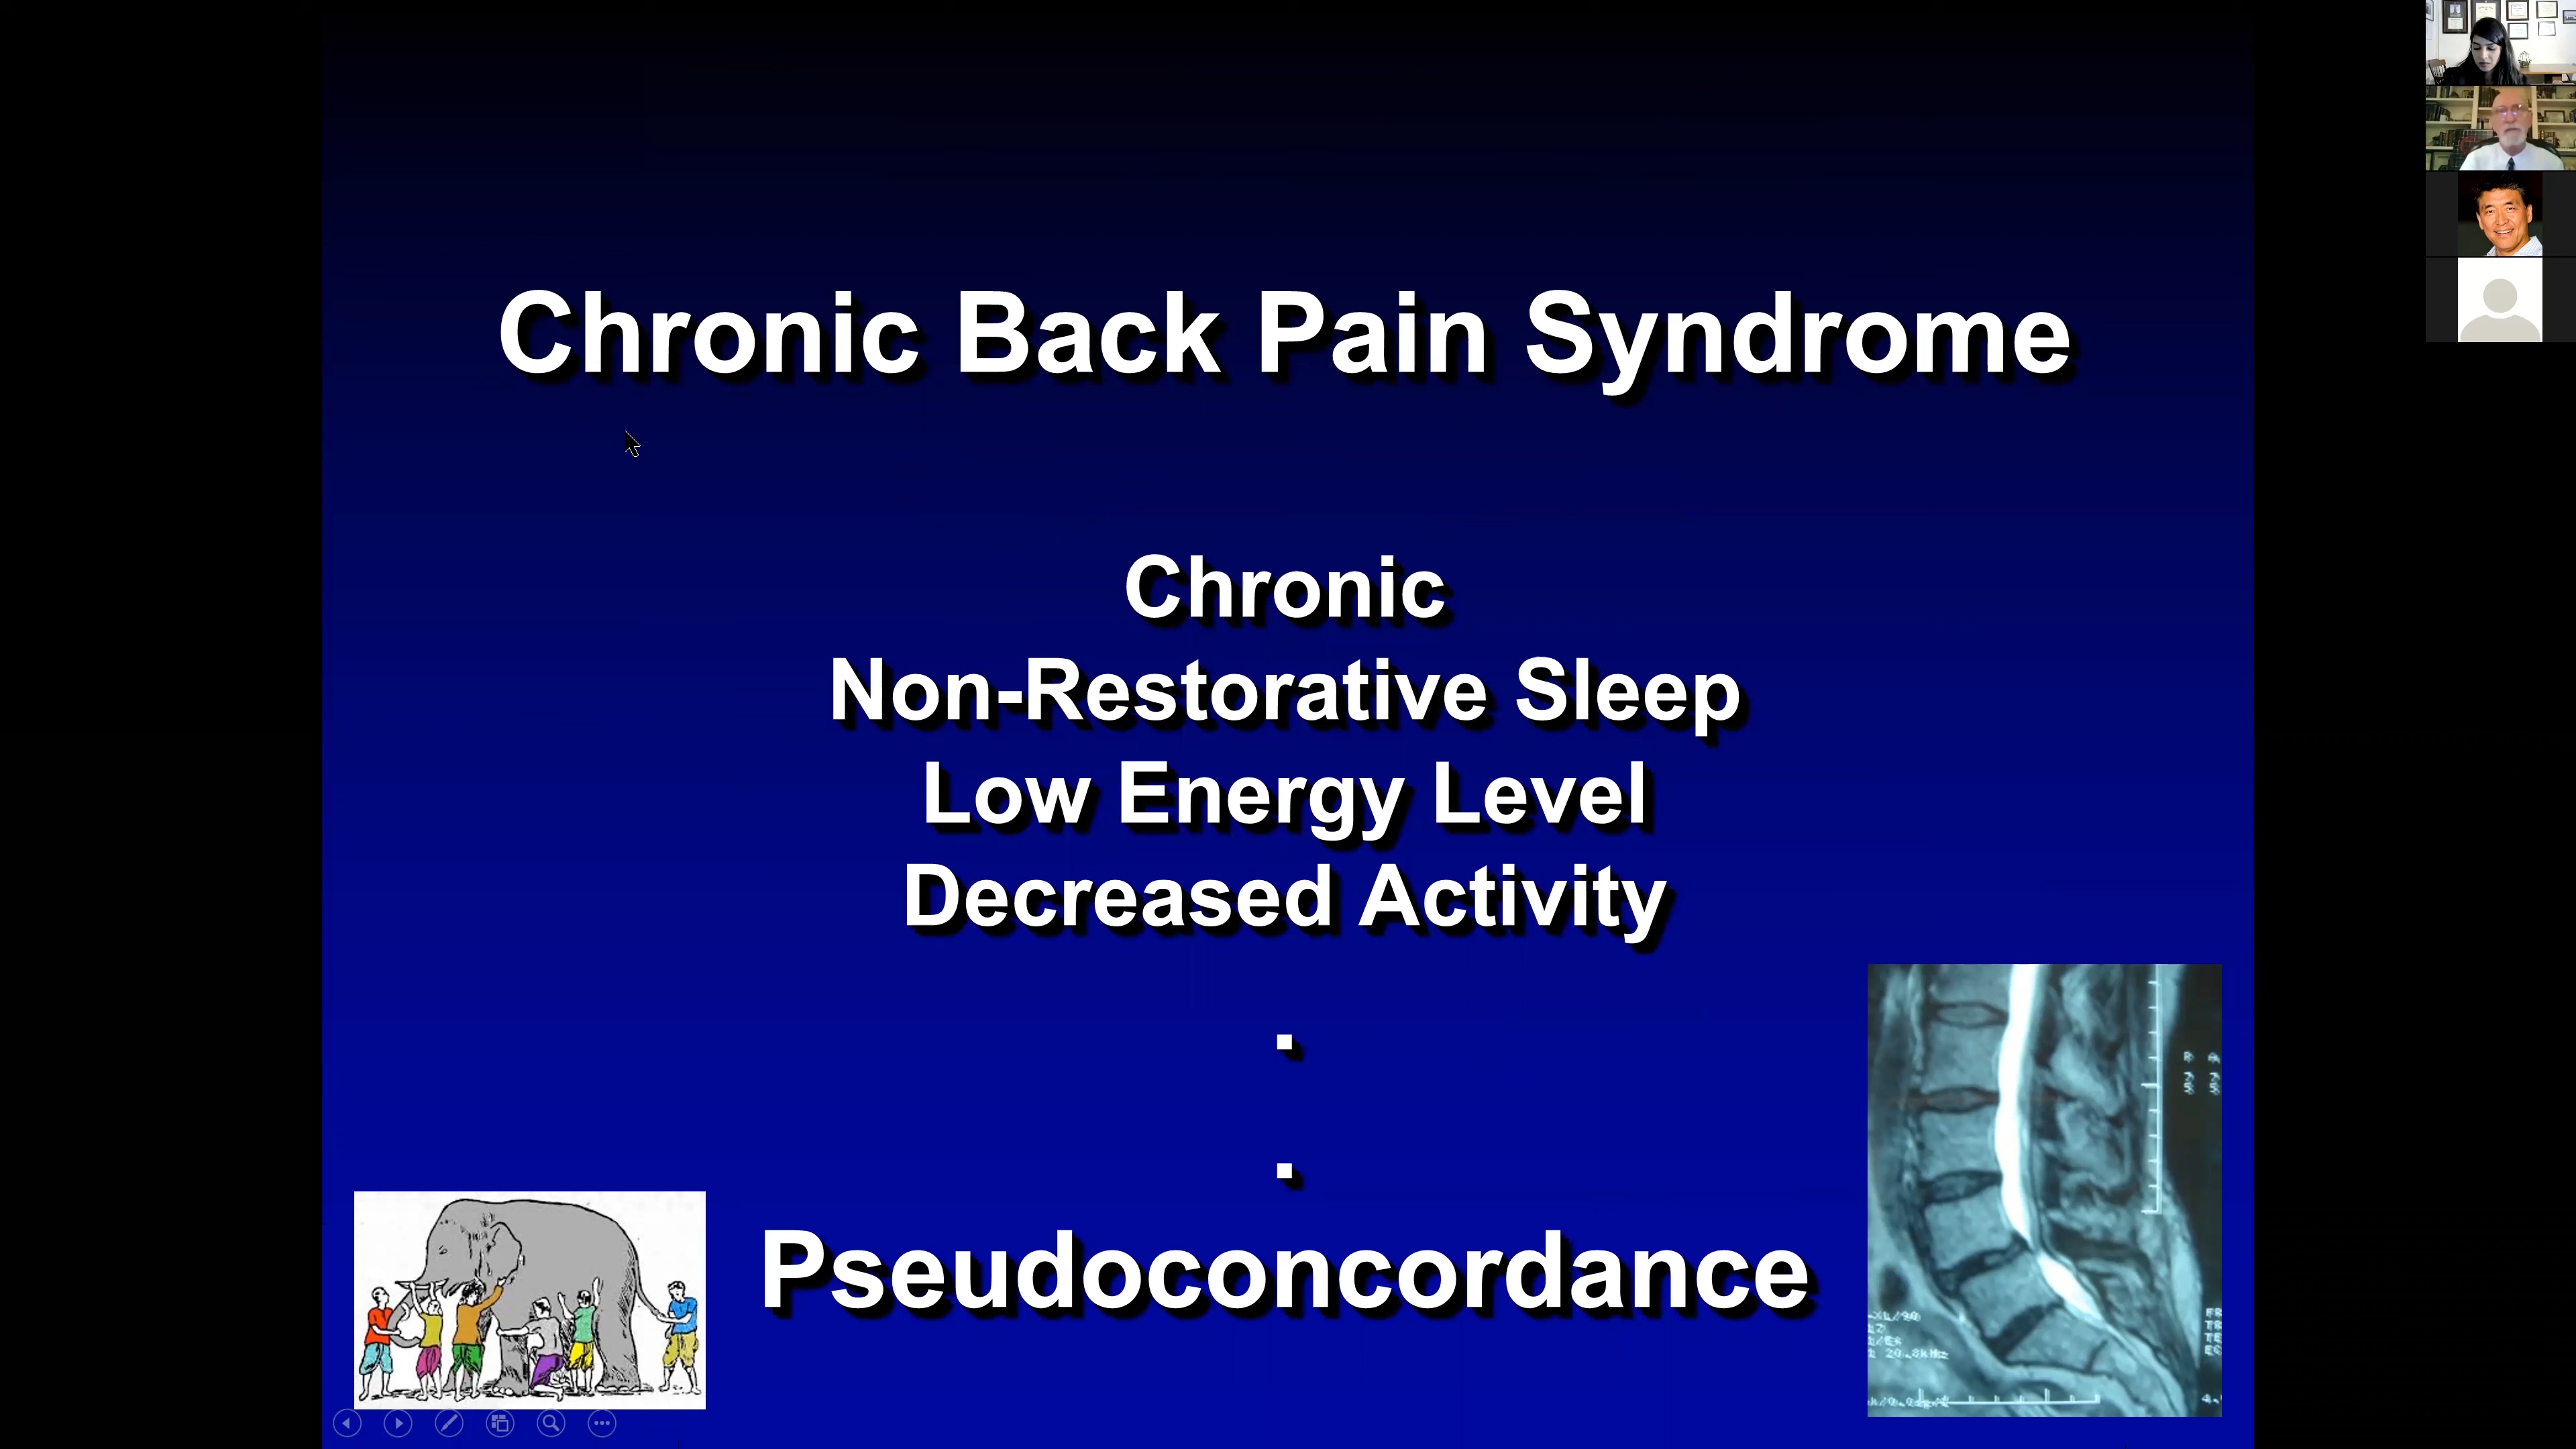 Chronic Back Pain Syndrome
Chronic
Non-Restorative Sleep
Low Energy Level
Decreased Activity
.
.
Pseudoconcordance